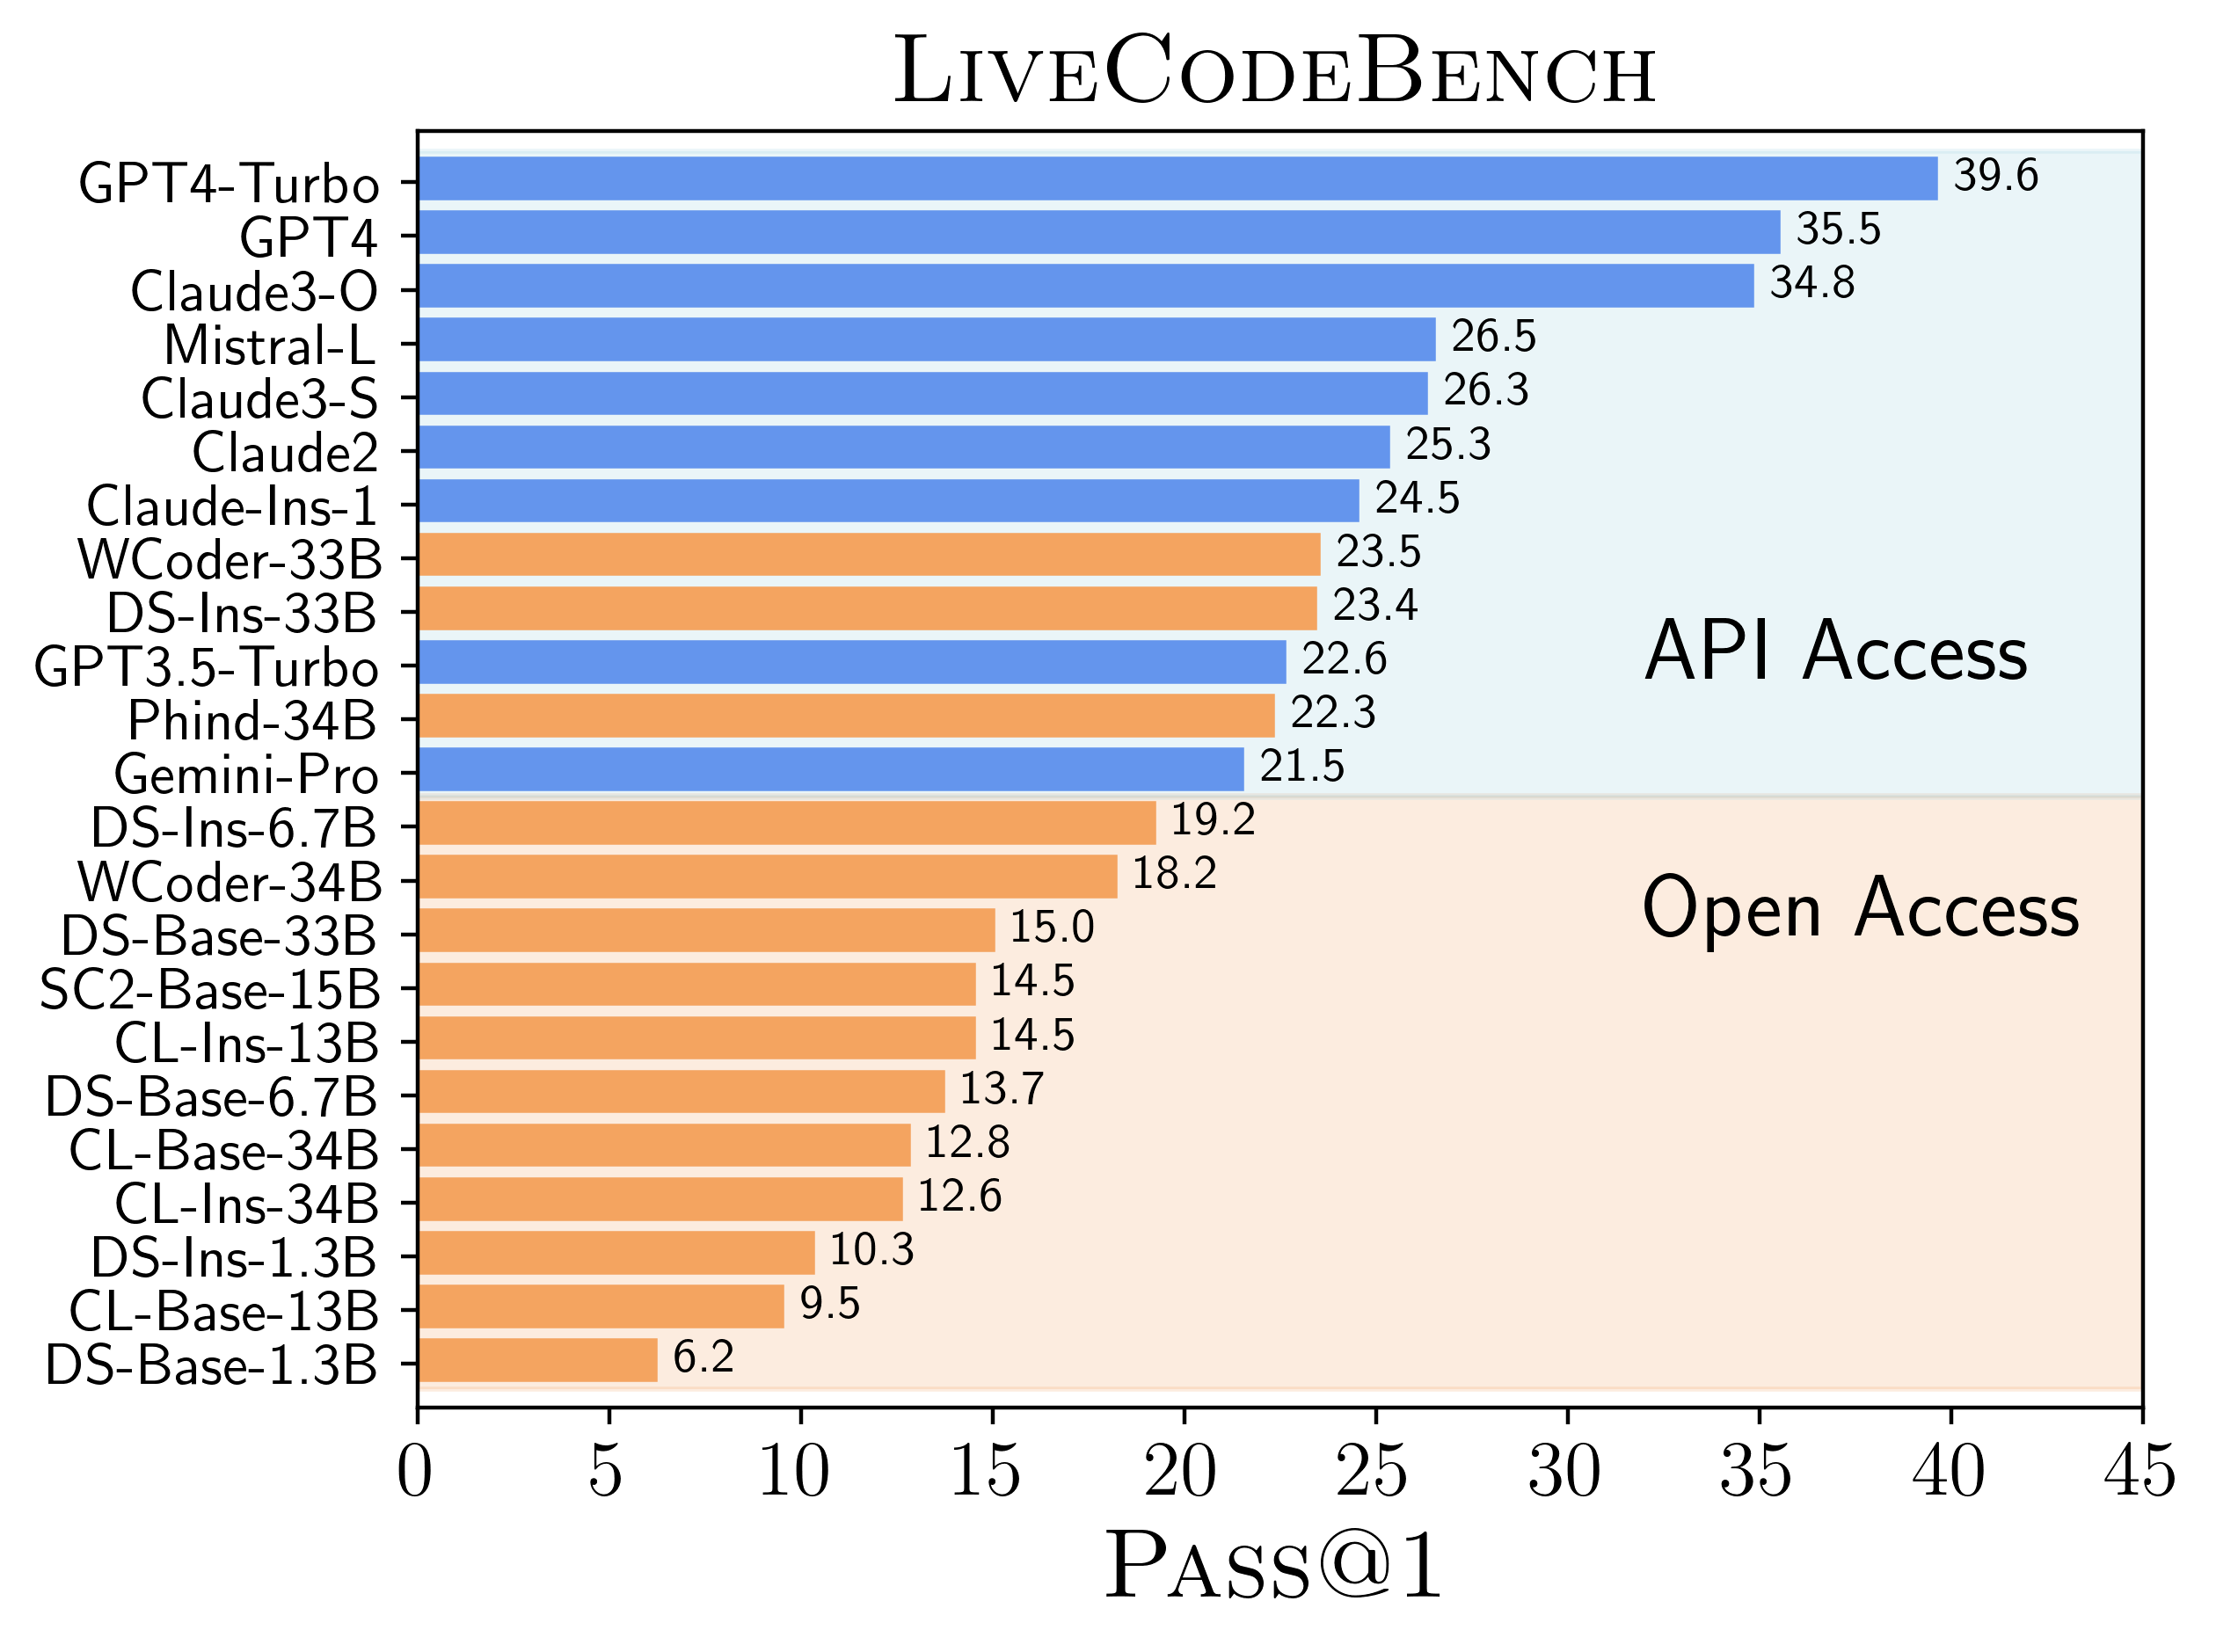 LIVECODEBENCH
GPT4-Turbo 39.6
GPT4 35.5
Claude3-O 34.8
Mistral-L 26.5
Claude3-S 26.3
Claude2 25.3
Claude-Ins-1 24.5
WCoder-33B 23.5
DS-Ins-33B 23.4
GPT3.5-Turbo 22.6
API Access
Phind-34B 22.3
Gemini-Pro 21.5
DS-Ins-6.7B 19.2
WCoder-34B 18.2
Open Access
DS-Base-33B 15.0
SC2-Base-15B 14.5
CL-Ins-13B 14.5
DS-Base-6.7B 13.7
CL-Base-34B 12.8
CL-Ins-34B 12.6
DS-Ins-1.3B 10.3
CL-Base-13B 9.5
DS-Base-1.3B 6.2
0 5 10 15 20 25 30 35 40 45
PASS@1